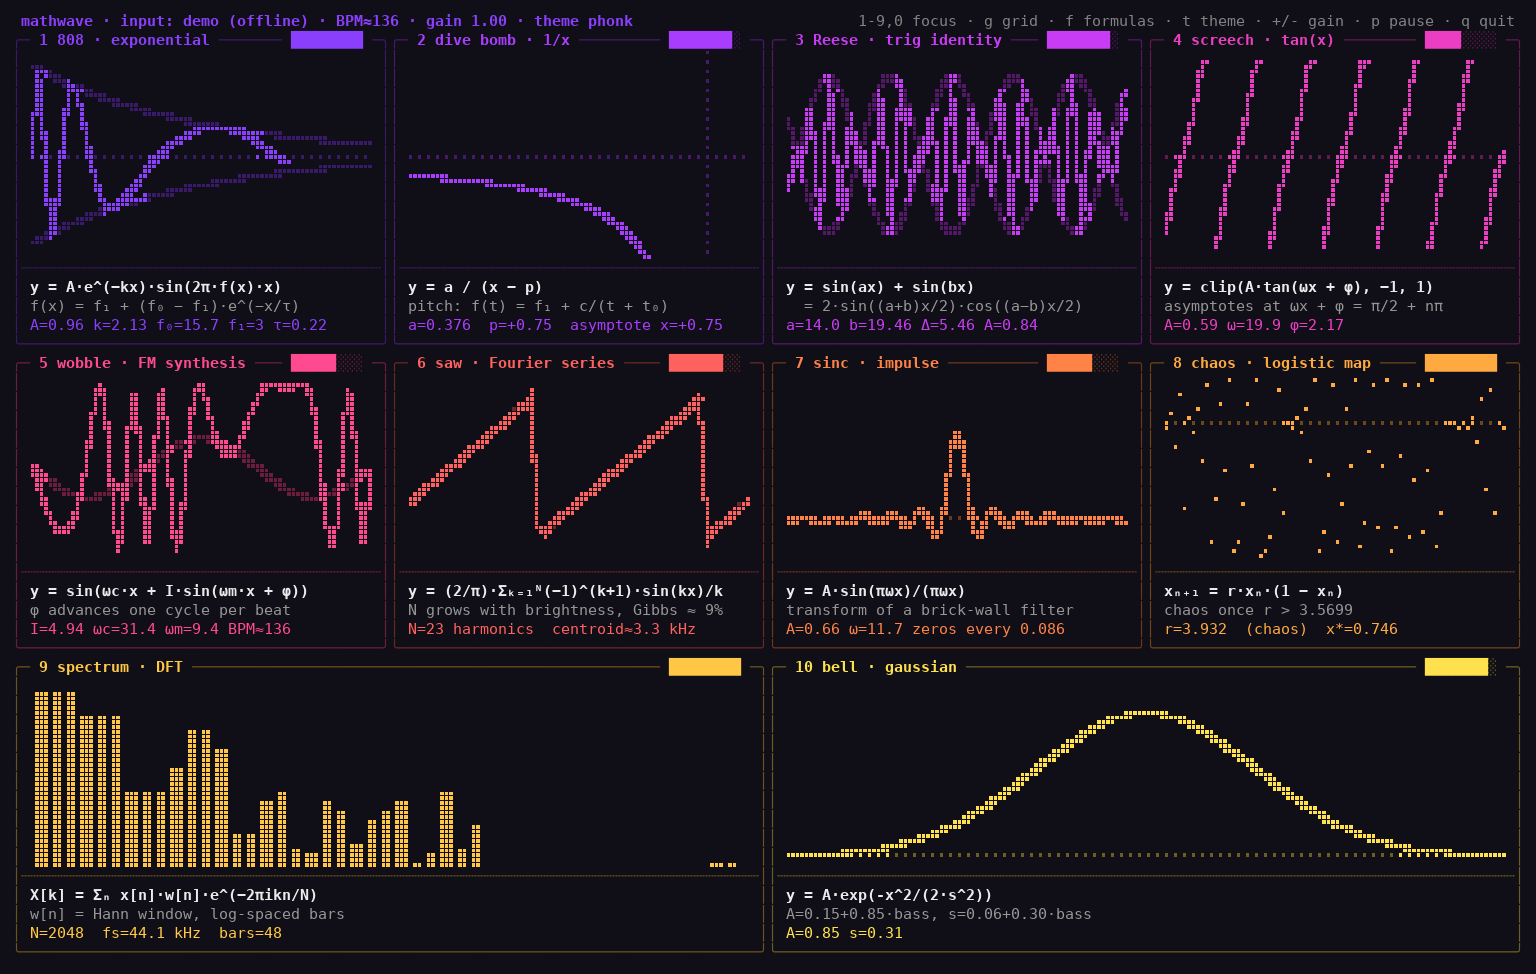 mathwave · input: demo (offline) · BPM≈136 · gain 1.00 · theme phonk
1-9,0 focus · g grid · f formulas · t theme · +/- gain · p pause · q quit
1 808 · exponential
2 dive bomb · 1/x
3 Reese · trig identity
4 screech · tan(x)
y = A·e^(−kx)·sin(2π·f(x)·x)
f(x) = f₁ + (f₀ − f₁)·e^(−x/τ)
A=0.96 k=2.13 f₀=15.7 f₁=3 τ=0.22
y = a / (x − p)
pitch: f(t) = f₁ + c/(t + t₀)
a=0.376  p=+0.75  asymptote x=+0.75
y = sin(ax) + sin(bx)
= 2·sin((a+b)x/2)·cos((a−b)x/2)
a=14.0 b=19.46 Δ=5.46 A=0.84
y = clip(A·tan(ωx + φ), −1, 1)
asymptotes at ωx + φ = π/2 + nπ
A=0.59 ω=19.9 φ=2.17
5 wobble · FM synthesis
6 saw · Fourier series
7 sinc · impulse
8 chaos · logistic map
y = sin(ωc·x + I·sin(ωm·x + φ))
φ advances one cycle per beat
I=4.94 ωc=31.4 ωm=9.4 BPM≈136
y = (2/π)·Σₖ₌₁ᴺ(−1)^(k+1)·sin(kx)/k
N grows with brightness, Gibbs ≈ 9%
N=23 harmonics  centroid≈3.3 kHz
y = A·sin(πωx)/(πωx)
transform of a brick-wall filter
A=0.66 ω=11.7 zeros every 0.086
xₙ₊₁ = r·xₙ·(1 − xₙ)
chaos once r > 3.5699
r=3.932  (chaos)  x*=0.746
9 spectrum · DFT
10 bell · gaussian
X[k] = Σₙ x[n]·w[n]·e^(−2πikn/N)
w[n] = Hann window, log-spaced bars
N=2048  fs=44.1 kHz  bars=48
y = A·exp(-x^2/(2·s^2))
A=0.15+0.85·bass, s=0.06+0.30·bass
A=0.85 s=0.31